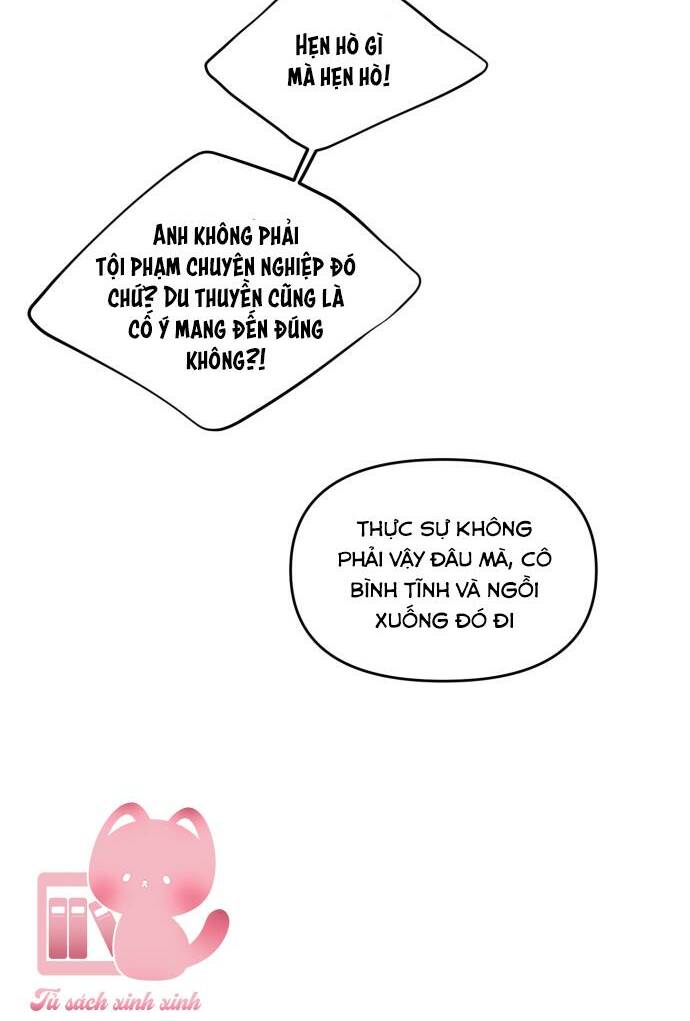 HẸN HÒ GÌ
MÀ HẸN HÒ!
ANH KHÔNG PHẢI
TỘI PHẠM CHUYÊN NGHIỆP ĐÓ
CHỨ? DU THUYỀN CŨNG LÀ
CỐ Ý MANG ĐẾN ĐÚNG
KHÔNG?!
THỰC SỰ KHÔNG
PHẢI VẬY ĐÂU MÀ, CÔ
BÌNH TĨNH VÀ NGỒI
XUỐNG ĐÓ ĐI
Tủ sách xinh xinh